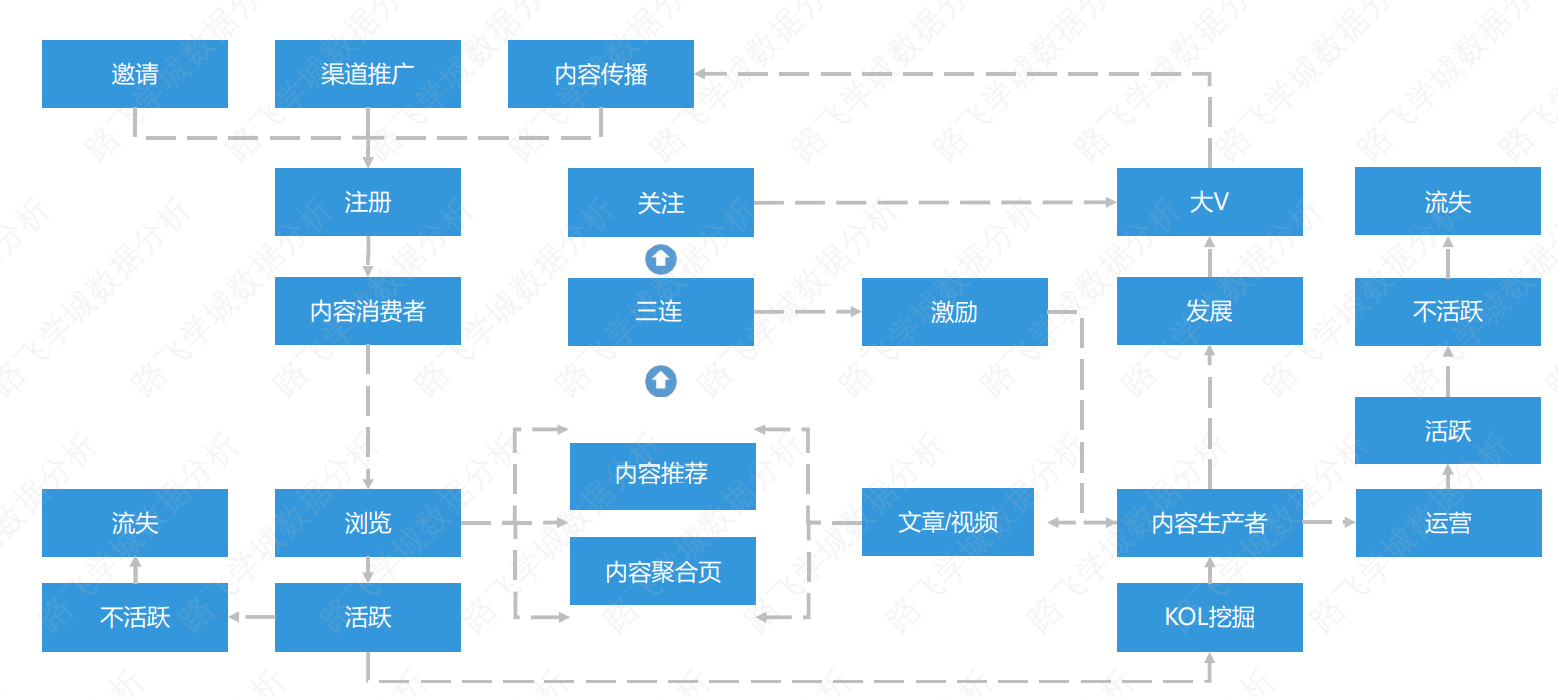 邀请
渠道推广
内容传播
注册
关注
大V
流失
内容消费者
三连
激励
发展
不活跃
活跃
内容推荐
流失
浏览
文章/视频
内容生产者
运营
内容聚合页
不活跃
活跃
KOL挖掘
路飞学城数据分析